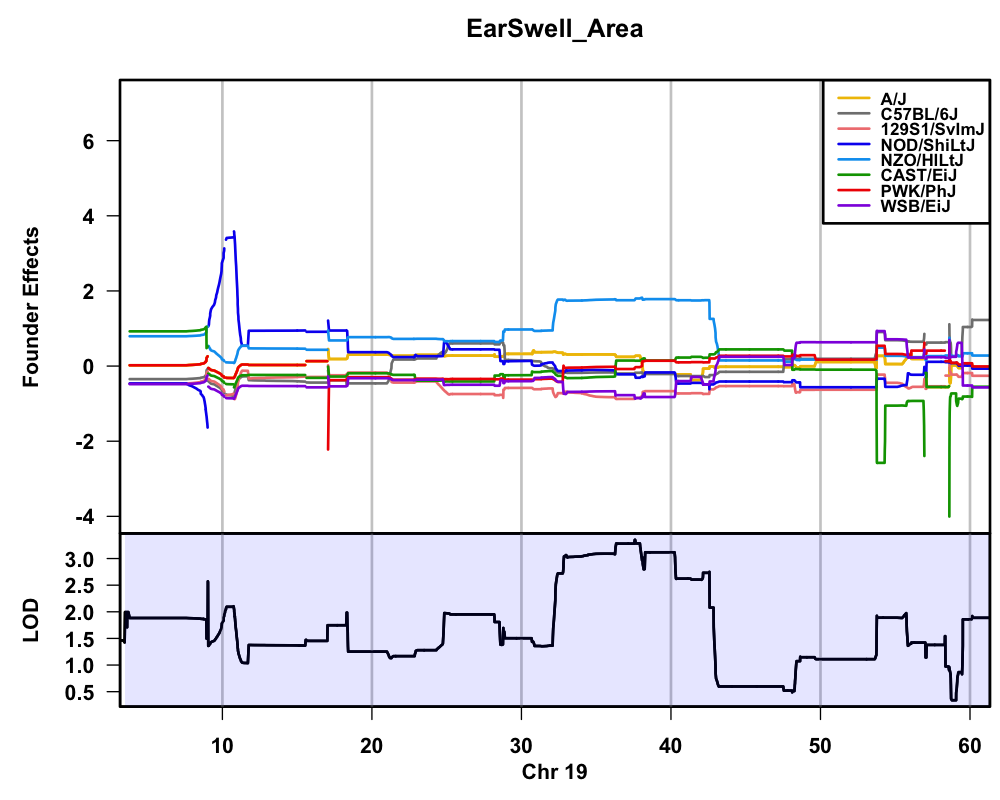 EarSwell_Area
A/J
C57BL/6J
129S1/SvImJ
NOD/ShiLtJ
NZO/HlLtJ
CAST/EiJ
PWK/PhJ
WSB/EiJ
Founder Effects
6
4
2
0
-2
-4
LOD
3.0
2.5
2.0
1.5
1.0
0.5
10 20 30 40 50 60
Chr 19